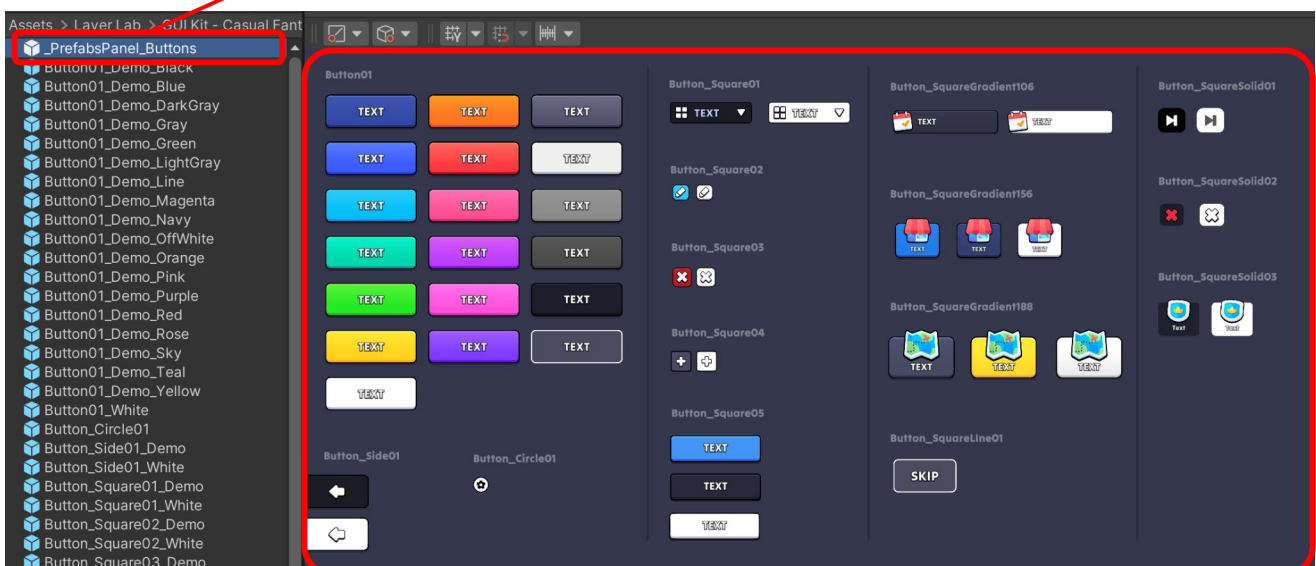 Assets > Layer Lab > GUI Kit - Casual Fant
_PrefabsPanel_Buttons
Button01_Demo_Black
Button01_Demo_Blue
Button01_Demo_DarkGray
Button01_Demo_Gray
Button01_Demo_Green
Button01_Demo_LightGray
Button01_Demo_Line
Button01_Demo_Magenta
Button01_Demo_Navy
Button01_Demo_OffWhite
Button01_Demo_Orange
Button01_Demo_Pink
Button01_Demo_Purple
Button01_Demo_Red
Button01_Demo_Rose
Button01_Demo_Sky
Button01_Demo_Teal
Button01_Demo_Yellow
Button01_White
Button_Circle01
Button_Side01_Demo
Button_Side01_White
Button_Square01_Demo
Button_Square01_White
Button_Square02_Demo
Button_Square02_White
Button_Square03_Demo
Button01
TEXT TEXT TEXT
TEXT TEXT TEXT
TEXT TEXT TEXT
TEXT TEXT TEXT
TEXT TEXT TEXT
TEXT TEXT TEXT
TEXT
Button_Side01
Button_Circle01
Button_Square01
TEXT TEXT
Button_Square02
Button_Square03
Button_Square04
Button_Square05
TEXT
TEXT
TEXT
Button_SquareGradient106
TEXT TEXT
Button_SquareGradient156
TEXT TEXT TEXT
Button_SquareGradient188
TEXT TEXT TEXT
Button_SquareLine01
SKIP
Button_SquareSolid01
Button_SquareSolid02
Button_SquareSolid03
Text Text